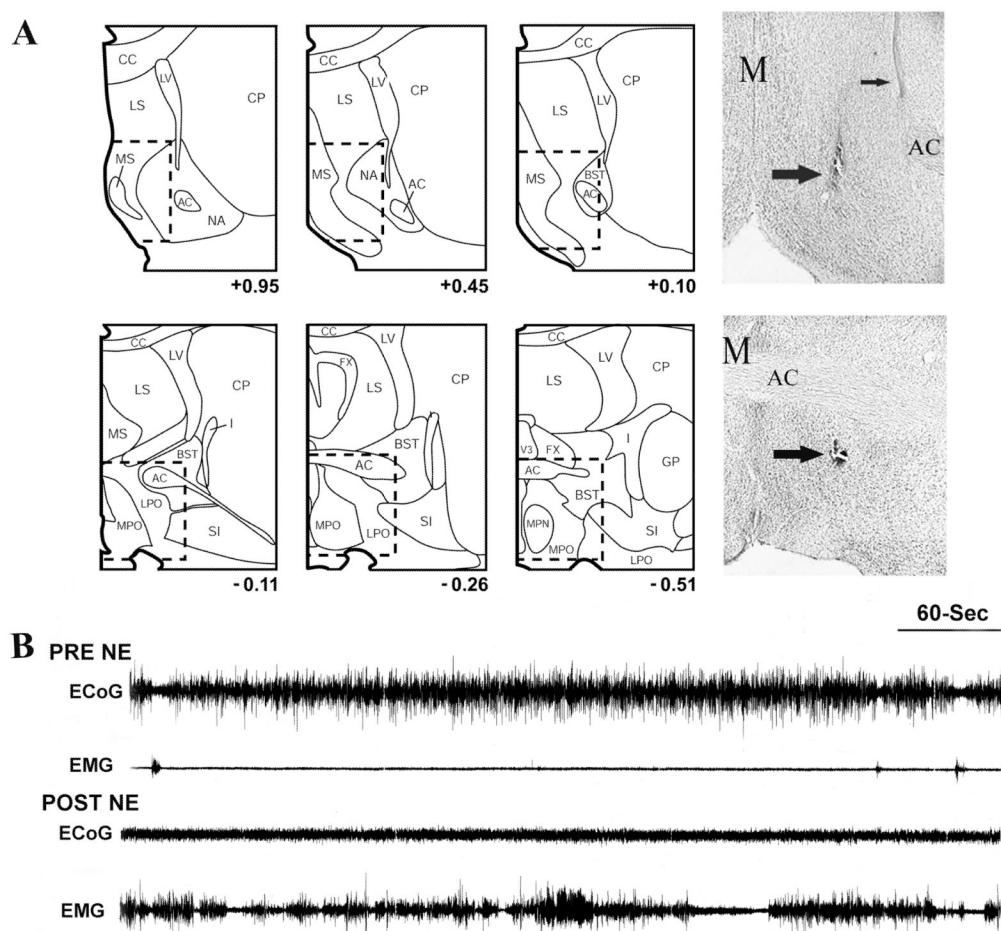 A
CC
LV
CP
LS
MS
AC
NA
+0.95
CC
LV
CP
LS
MS
NA
AC
+0.45
CC
LS
LV
CP
MS
BST
AC
+0.10
M
AC
CC
LV
LS
CP
MS
I
BST
AC
LPO
MPO
SI
- 0.11
CC
LV
FX
LS
CP
BST
AC
MPO
LPO
SI
- 0.26
CC
LV
CP
LS
V3
FX
I
GP
AC
BST
MPN
MPO
SI
LPO
- 0.51
M
AC
60-Sec
B
PRE NE
ECoG
EMG
POST NE
ECoG
EMG